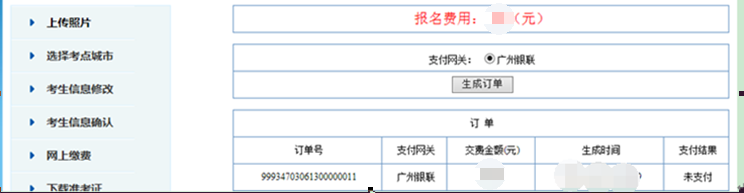 上传照片
选择考点城市
考生信息修改
考生信息确认
网上缴费
下载准考证
报名费用： （元）
支付网关： 广州银联
生成订单
订 单
订单号 支付网关 交费金额(元) 生成时间 支付结果
99934703061300000011 广州银联 未支付